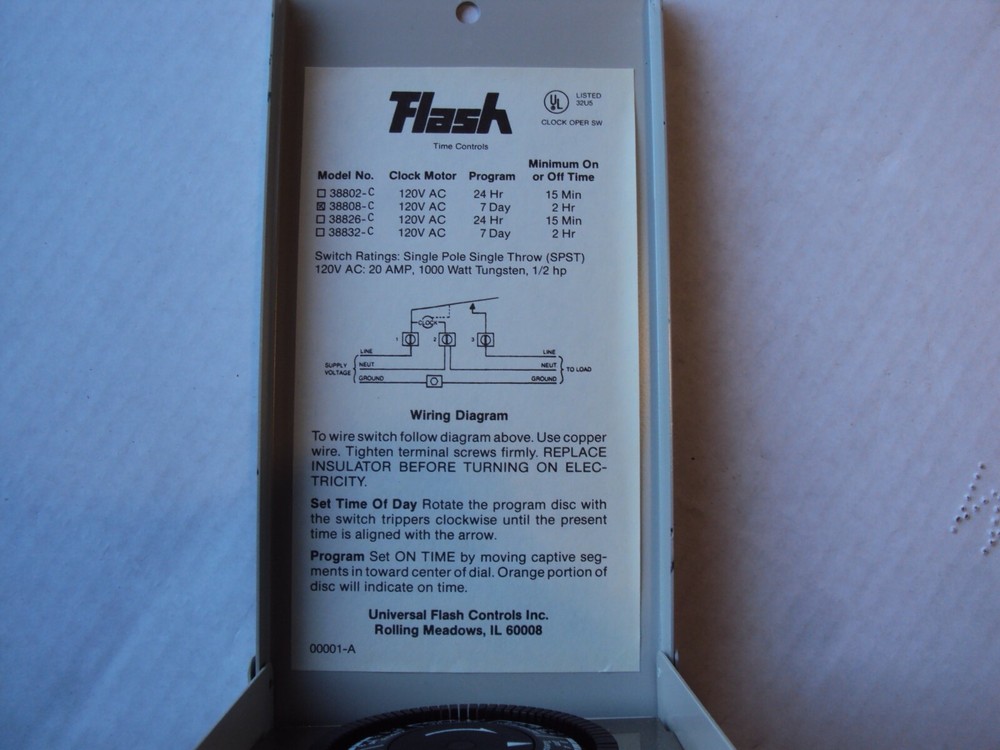 Flash
UL LISTED
32U5
CLOCK OPER SW
Time Controls
Minimum On
Model No. Clock Motor Program or Off Time
☐ 38802-C 120V AC 24 Hr 15 Min
☒ 38808-C 120V AC 7 Day 2 Hr
☐ 38826-C 120V AC 24 Hr 15 Min
☐ 38832-C 120V AC 7 Day 2 Hr
Switch Ratings: Single Pole Single Throw (SPST)
120V AC: 20 AMP, 1000 Watt Tungsten, 1/2 hp
CLOCK
1 2 3
LINE LINE
SUPPLY VOLTAGE NEUT NEUT TO LOAD
GROUND GROUND
Wiring Diagram
To wire switch follow diagram above. Use copper
wire. Tighten terminal screws firmly. REPLACE
INSULATOR BEFORE TURNING ON ELEC-
TRICITY.
Set Time Of Day Rotate the program disc with
the switch trippers clockwise until the present
time is aligned with the arrow.
Program Set ON TIME by moving captive seg-
ments in toward center of dial. Orange portion of
disc will indicate on time.
Universal Flash Controls Inc.
Rolling Meadows, IL 60008
00001-A